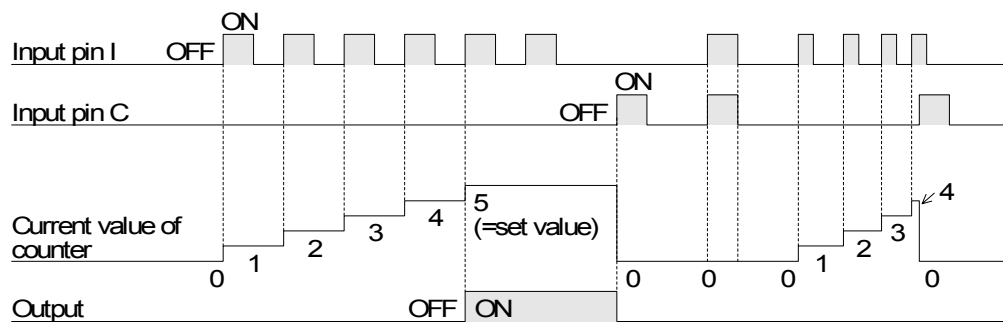 ON
Input pin I
OFF
ON
Input pin C
OFF
4
5
4
3
(=set value)
3
Current value of
counter
2
2
1
1
0
0
0
0
0
Output
OFF
ON